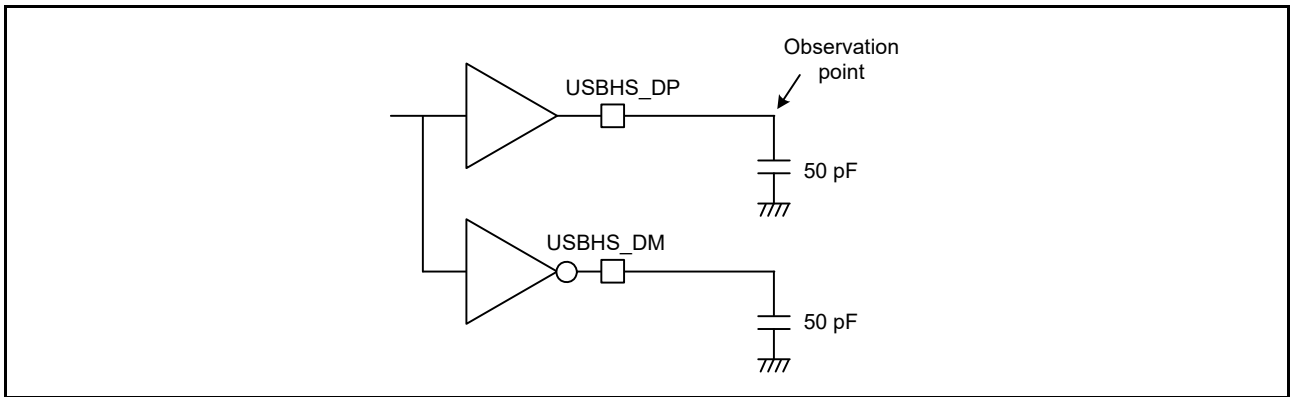 Observation
point
USBHS_DP
50 pF
USBHS_DM
50 pF